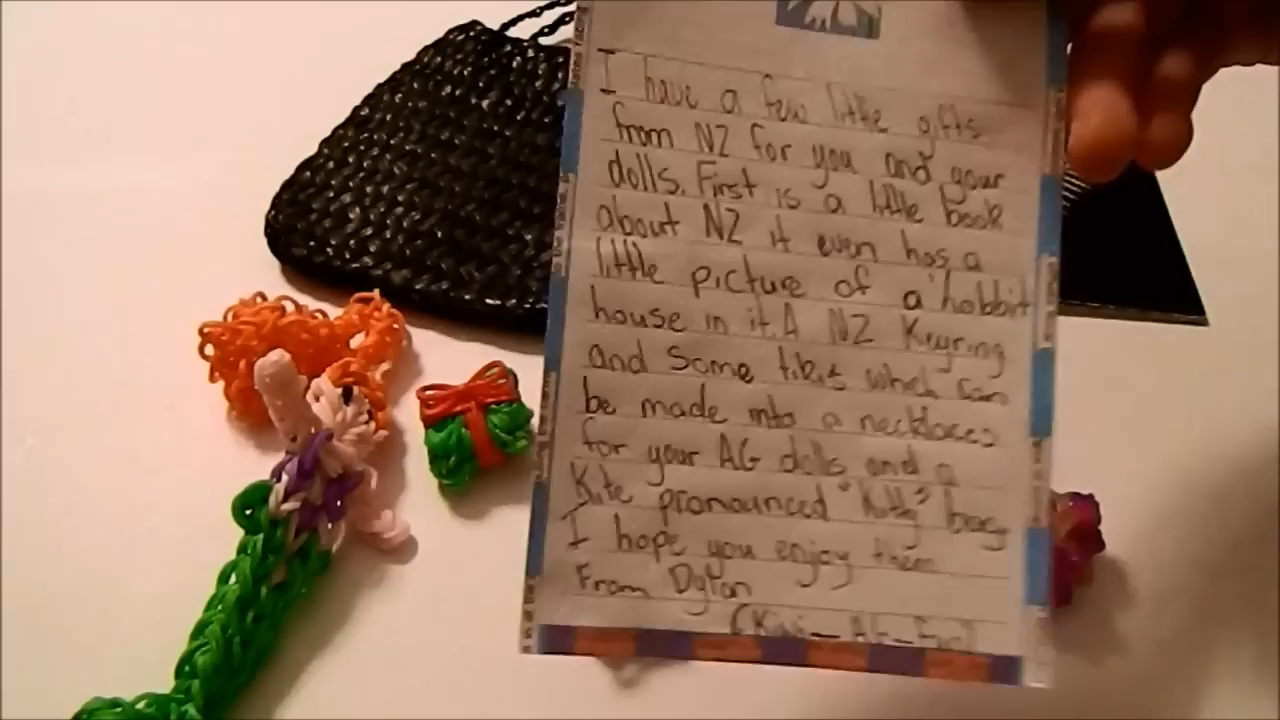 I have a few little gifts
from NZ for you and your
dolls. First is a little book
about NZ it even has a
little picture of a hobbit
house in it. A NZ Keyring
and Some tikis which can
be made into a necklaces
for your AG dolls and a
Kite pronounced "Kitty" bag
I hope you enjoy them
From Dylan